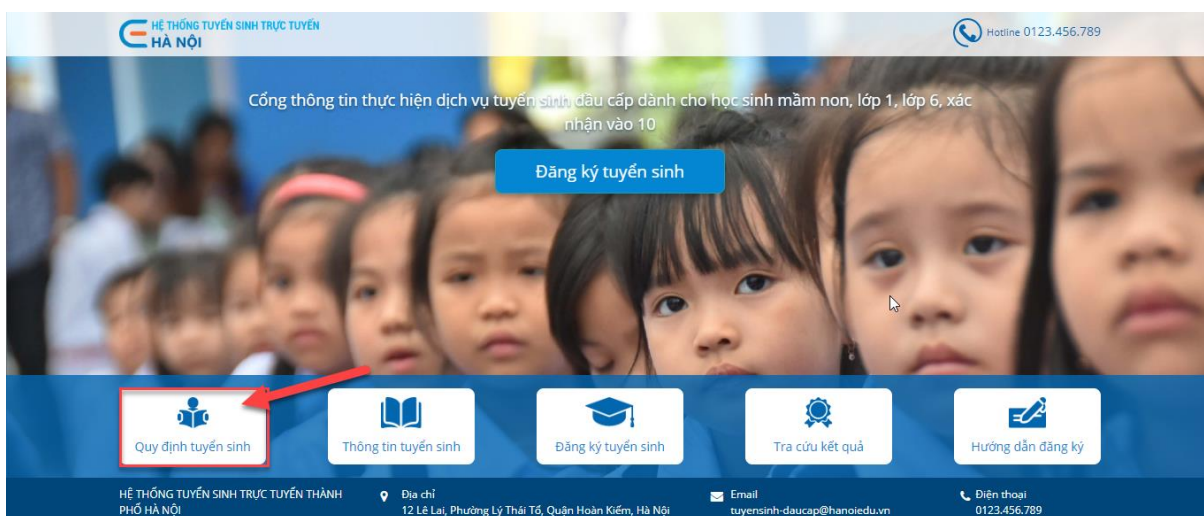 HỆ THỐNG TUYỂN SINH TRỰC TUYẾN
HÀ NỘI
Hotline 0123.456.789
Cổng thông tin thực hiện dịch vụ tuyển sinh đầu cấp dành cho học sinh mầm non, lớp 1, lớp 6, xác
nhận vào 10
Đăng ký tuyển sinh
Quy định tuyển sinh
Thông tin tuyển sinh
Đăng ký tuyển sinh
Tra cứu kết quả
Hướng dẫn đăng ký
HỆ THỐNG TUYỂN SINH TRỰC TUYẾN THÀNH
PHỐ HÀ NỘI
Địa chỉ
12 Lê Lai, Phường Lý Thái Tổ, Quận Hoàn Kiếm, Hà Nội
Email
tuyensinh-daucap@hanoiedu.vn
Điện thoại
0123.456.789